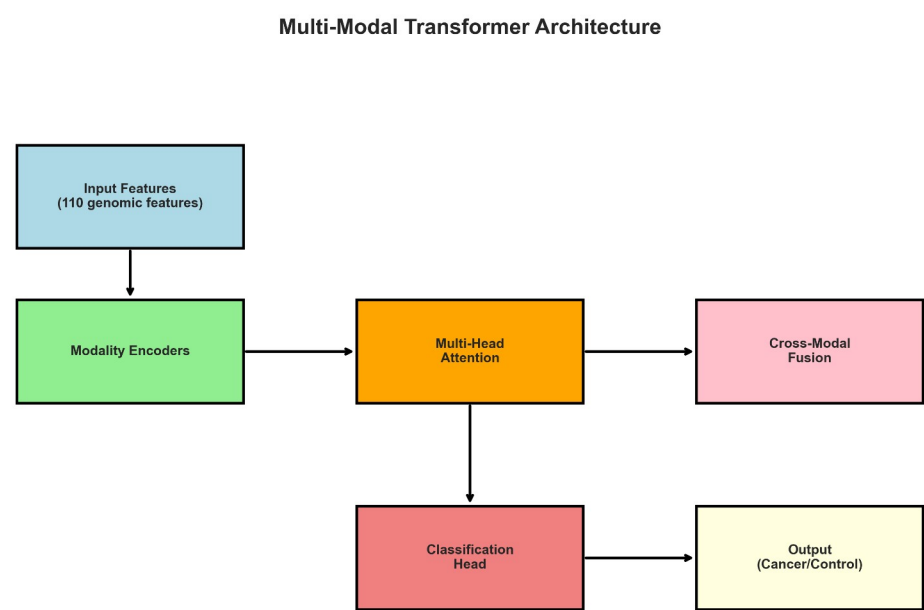 Multi-Modal Transformer Architecture
Input Features
(110 genomic features)
Modality Encoders
Multi-Head
Attention
Cross-Modal
Fusion
Classification
Head
Output
(Cancer/Control)